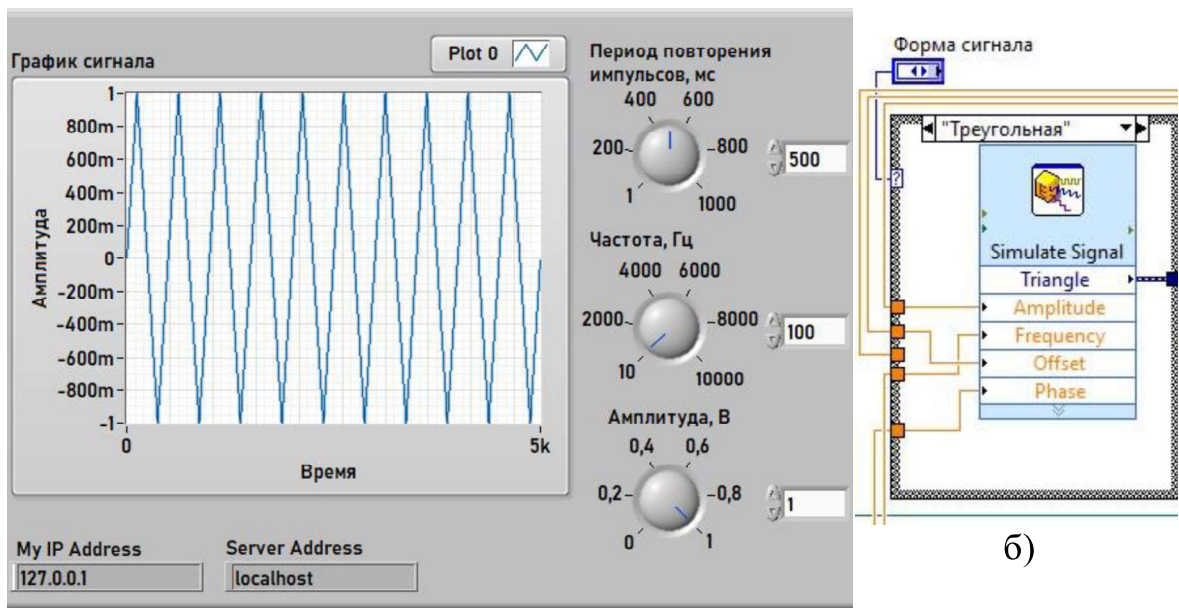 График сигнала
Plot 0
Амплитуда
1
800m
600m
400m
200m
0
-200m
-400m
-600m
-800m
-1
0
5k
Время
My IP Address
127.0.0.1
Server Address
localhost
Период повторения
импульсов, мс
400 600
200 800
1 1000
500
Частота, Гц
4000 6000
2000 8000
10 10000
100
Амплитуда, В
0,4 0,6
0,2 0,8
0 1
1
Форма сигнала
"Треугольная"
?
Simulate Signal
Triangle
Amplitude
Frequency
Offset
Phase
б)